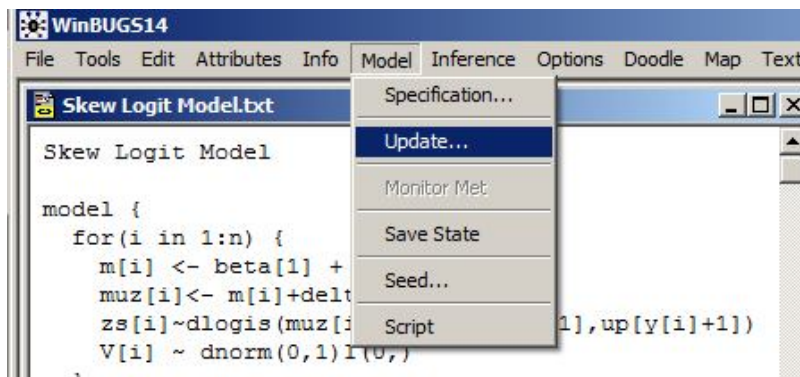 WinBUGS14
File Tools Edit Attributes Info Model Inference Options Doodle Map Text
Skew Logit Model.txt
Specification...
Update...
Monitor Met
Save State
Seed...
Script
Skew Logit Model
model {
for(i in 1:n) {
m[i] <- beta[1] +
muz[i]<- m[i]+delt
zs[i]~dlogis(muz[i 1],up[y[i]+1])
V[i] ~ dnorm(0,1)I(0,)